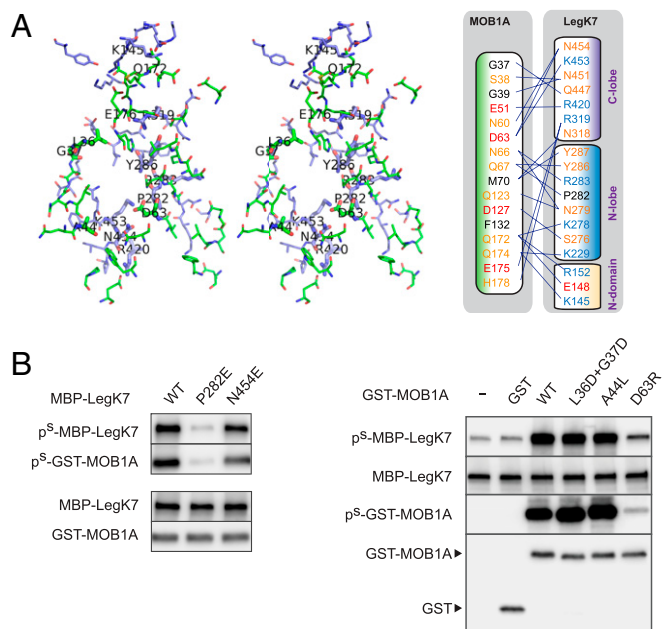 A
MOB1A
LegK7
K145
Q172
E176
R319
L36
G37
Y286
R283
P282
D63
A44
K453
N454
R420
K145
Q172
E176
R319
L36
G37
Y286
R283
P282
D63
A44
K453
N454
R420
G37
S38
G39
E51
N60
D63
N66
Q67
M70
Q123
D127
F132
Q172
Q174
E175
H178
N454
K453
N451
Q447
R420
R319
N318
Y287
Y286
R283
P282
N279
K278
S276
K229
R152
E148
K145
C-lobe
N-lobe
N-domain
B
MBP-LegK7
WT
P282E
N454E
pS-MBP-LegK7
pS-GST-MOB1A
MBP-LegK7
GST-MOB1A
GST-MOB1A
–
GST
WT
L36D+G37D
A44L
D63R
pS-MBP-LegK7
MBP-LegK7
pS-GST-MOB1A
GST-MOB1A
GST